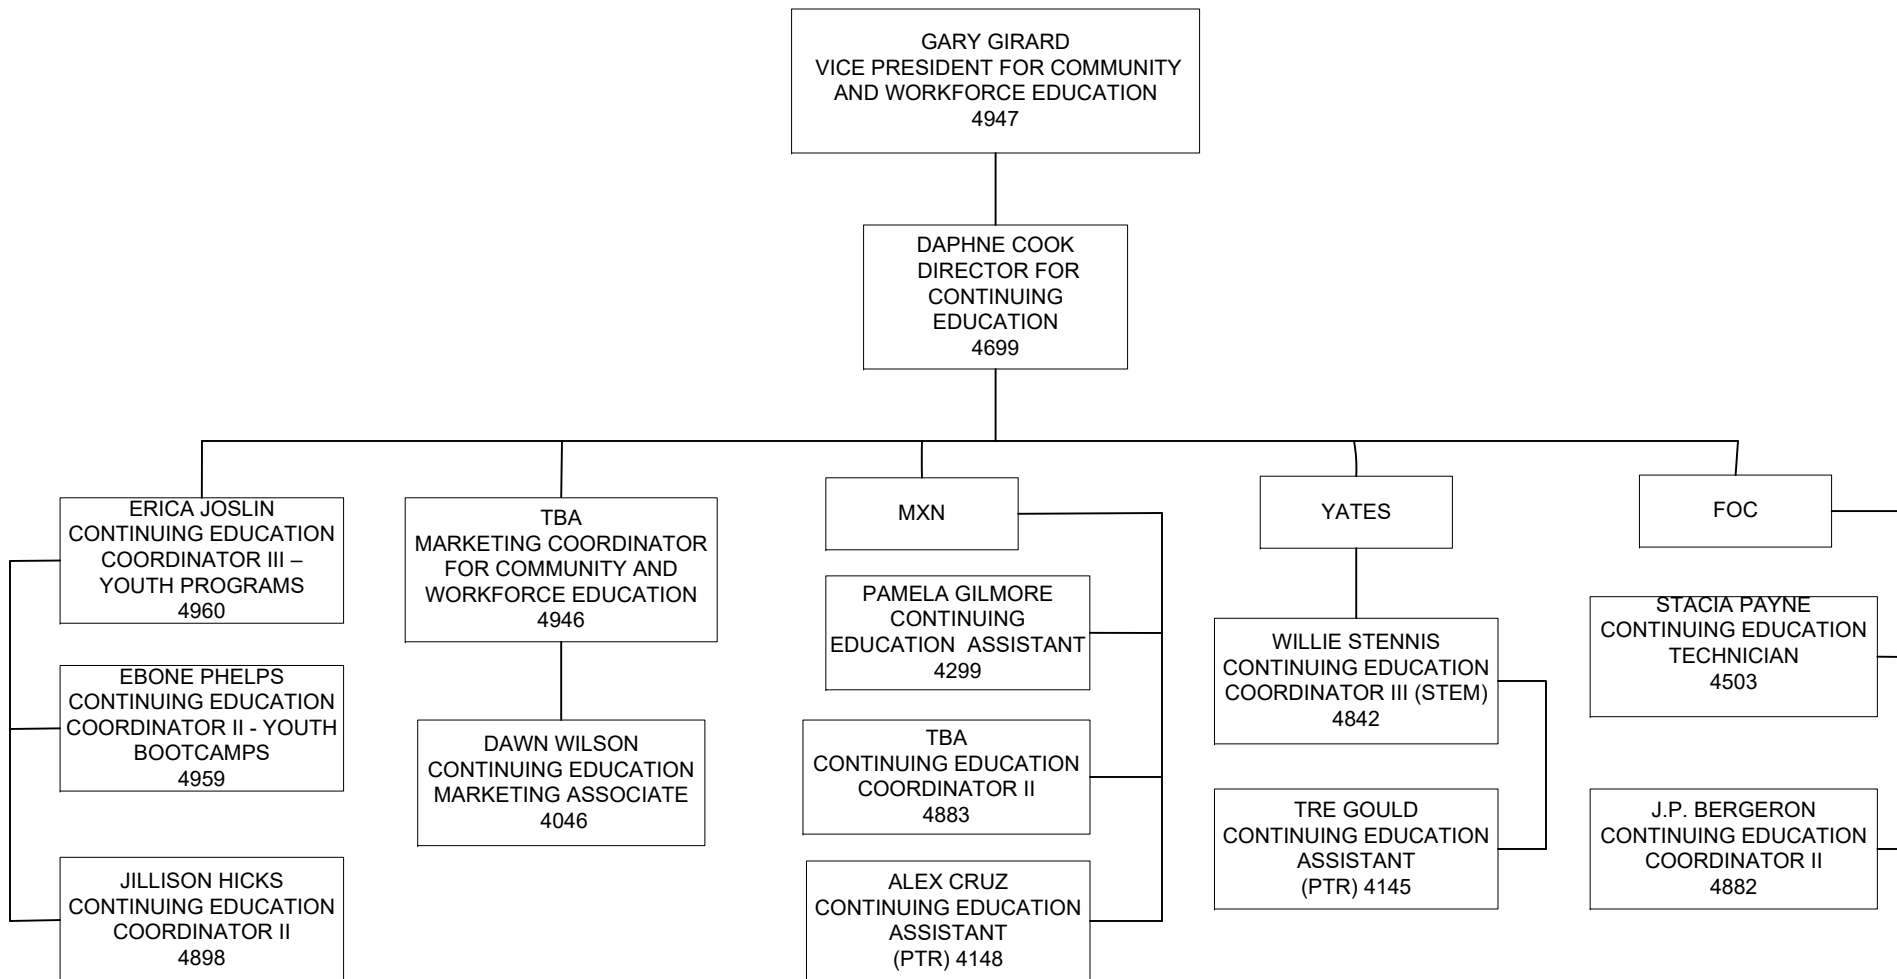 GARY GIRARD
VICE PRESIDENT FOR COMMUNITY
AND WORKFORCE EDUCATION
4947
DAPHNE COOK
DIRECTOR FOR
CONTINUING
EDUCATION
4699
ERICA JOSLIN
CONTINUING EDUCATION
COORDINATOR III –
YOUTH PROGRAMS
4960
EBONE PHELPS
CONTINUING EDUCATION
COORDINATOR II - YOUTH
BOOTCAMPS
4959
JILLISON HICKS
CONTINUING EDUCATION
COORDINATOR II
4898
TBA
MARKETING COORDINATOR
FOR COMMUNITY AND
WORKFORCE EDUCATION
4946
DAWN WILSON
CONTINUING EDUCATION
MARKETING ASSOCIATE
4046
MXN
PAMELA GILMORE
CONTINUING
EDUCATION ASSISTANT
4299
TBA
CONTINUING EDUCATION
COORDINATOR II
4883
ALEX CRUZ
CONTINUING EDUCATION
ASSISTANT
(PTR) 4148
YATES
WILLIE STENNIS
CONTINUING EDUCATION
COORDINATOR III (STEM)
4842
TRE GOULD
CONTINUING EDUCATION
ASSISTANT
(PTR) 4145
FOC
STACIA PAYNE
CONTINUING EDUCATION
TECHNICIAN
4503
J.P. BERGERON
CONTINUING EDUCATION
COORDINATOR II
4882